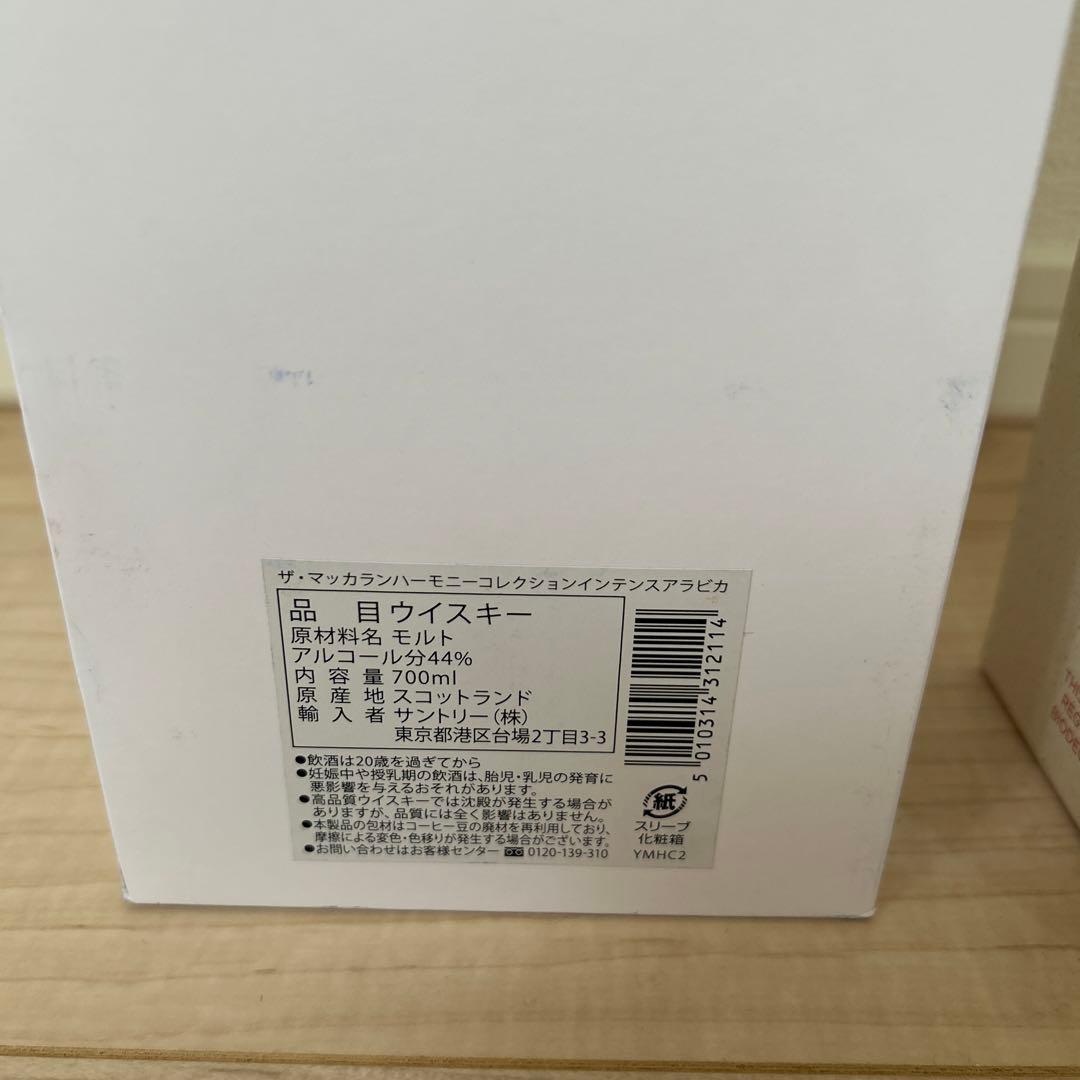 ザ・マッカランハーモニーコレクションインテンスアラビカ
品 目 ウイスキー
原材料名 モルト
アルコール分44%
内容量 700ml
原産地 スコットランド
輸入者 サントリー(株)
東京都港区台場2丁目3-3
●飲酒は20歳を過ぎてから
●妊娠中や授乳期の飲酒は、胎児・乳児の発育に
悪影響を与えるおそれがあります。
●高品質ウイスキーでは沈殿が発生する場合が
ありますが、品質には全く影響はありません。
●本製品の包材はコーヒー豆の廃材を再利用しており、
摩擦による変色・色移りが発生する場合がございます。
●お問い合わせはお客様センター 0120-139-310
5 010314 312114
紙
スリーブ
化粧箱
YMHC2